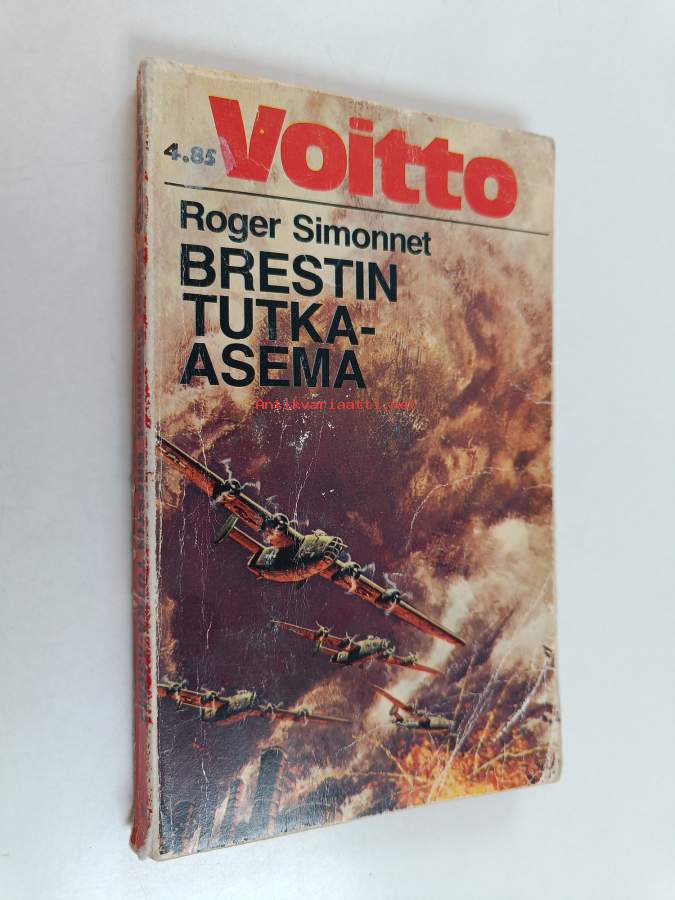 Voitto
4.85
Roger Simonnet
BRESTIN
TUTKA-
ASEMA
Antikvariaatti.net